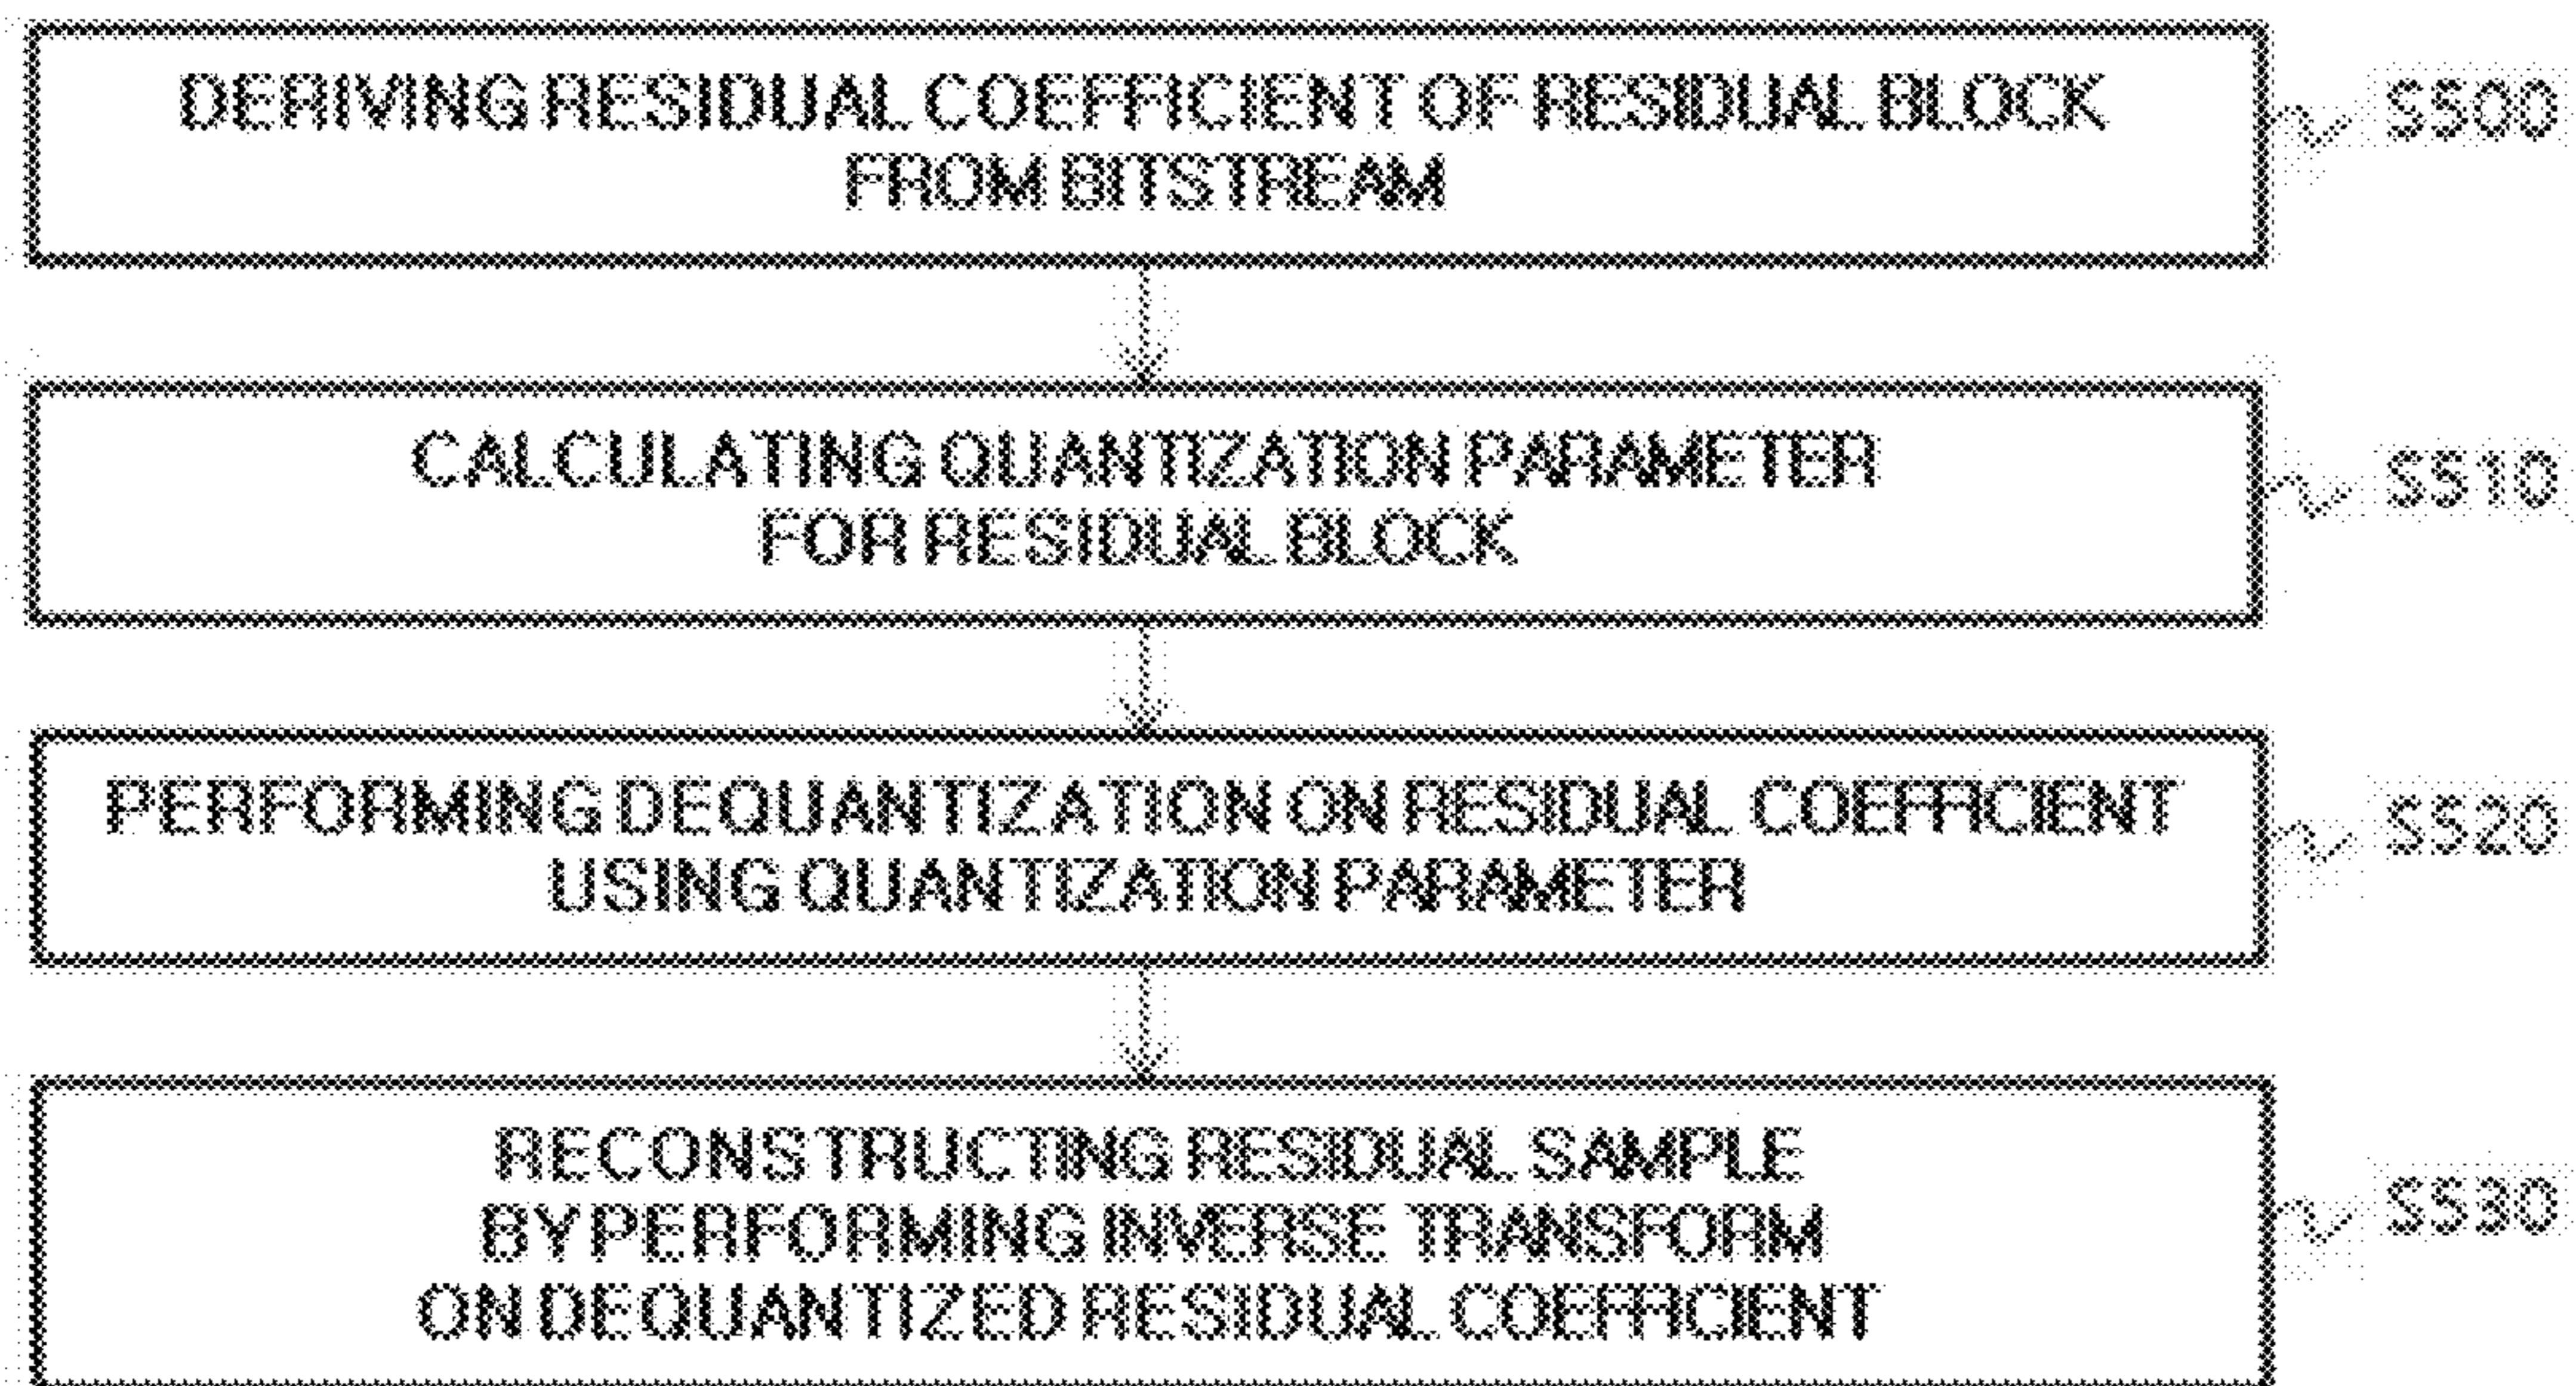 DERIVING RESIDUAL COEFFICIENT OF RESIDUAL BLOCK
FROM BITSTREAM
S500
CALCULATING QUANTIZATION PARAMETER
FOR RESIDUAL BLOCK
S510
PERFORMING DEQUANTIZATION ON RESIDUAL COEFFICIENT
USING QUANTIZATION PARAMETER
S520
RECONSTRUCTING RESIDUAL SAMPLE
BY PERFORMING INVERSE TRANSFORM
ON DEQUANTIZED RESIDUAL COEFFICIENT
S530